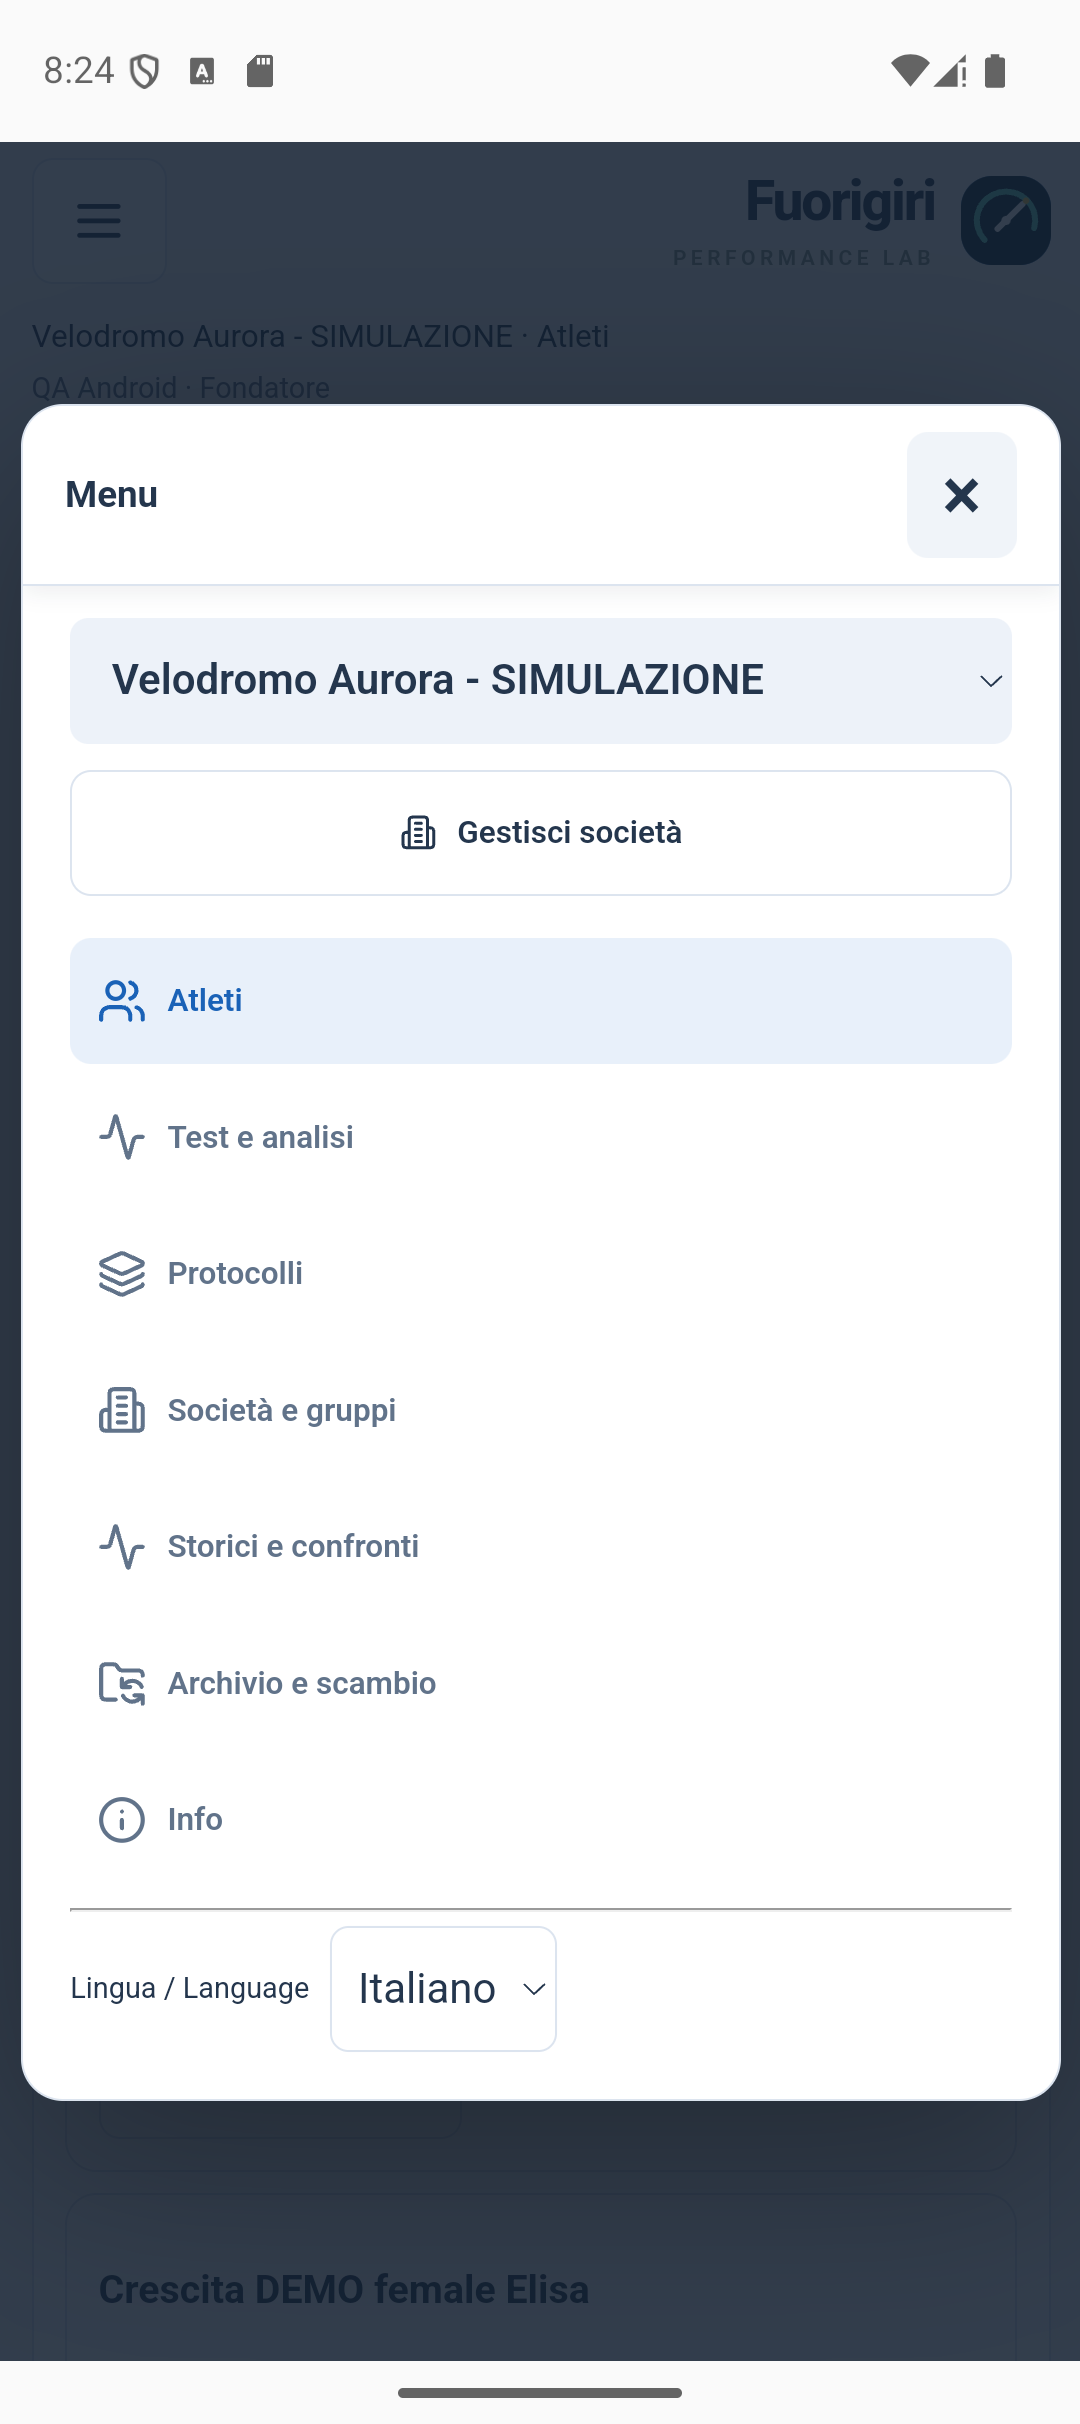 8:24
Fuorigiri
PERFORMANCE LAB
Velodromo Aurora - SIMULAZIONE · Atleti
QA Android · Fondatore
Menu
Velodromo Aurora - SIMULAZIONE
Gestisci società
Atleti
Test e analisi
Protocolli
Società e gruppi
Storici e confronti
Archivio e scambio
Info
Lingua / Language
Italiano
Crescita DEMO female Elisa